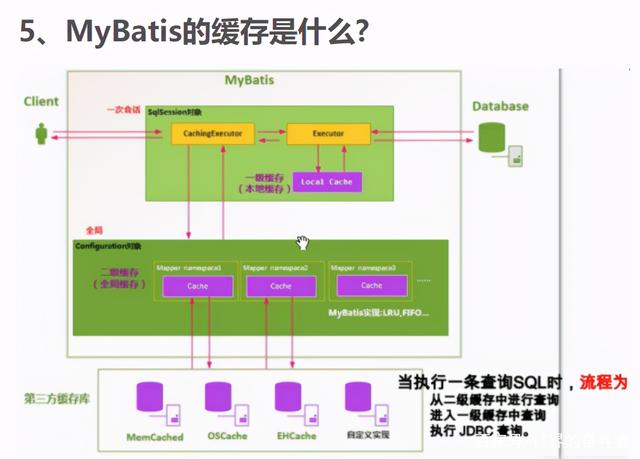 5、MyBatis的缓存是什么?
MyBatis
Client
Database
一次会话
SqlSession对象
CachingExecutor
Executor
一级缓存
（本地缓存）
Local Cache
全局
Configuration对象
二级缓存
（全局缓存）
Mapper namespace1
Mapper namespace2
Mapper namespace3
Cache
Cache
Cache
......
MyBatis实现:LRU,FIFO...
第三方缓存库
MemCached
OSCache
EHCache
自定义实现
当执行一条查询SQL时，流程为
从二级缓存中进行查询
进入一级缓存中查询
执行 JDBC 查询。